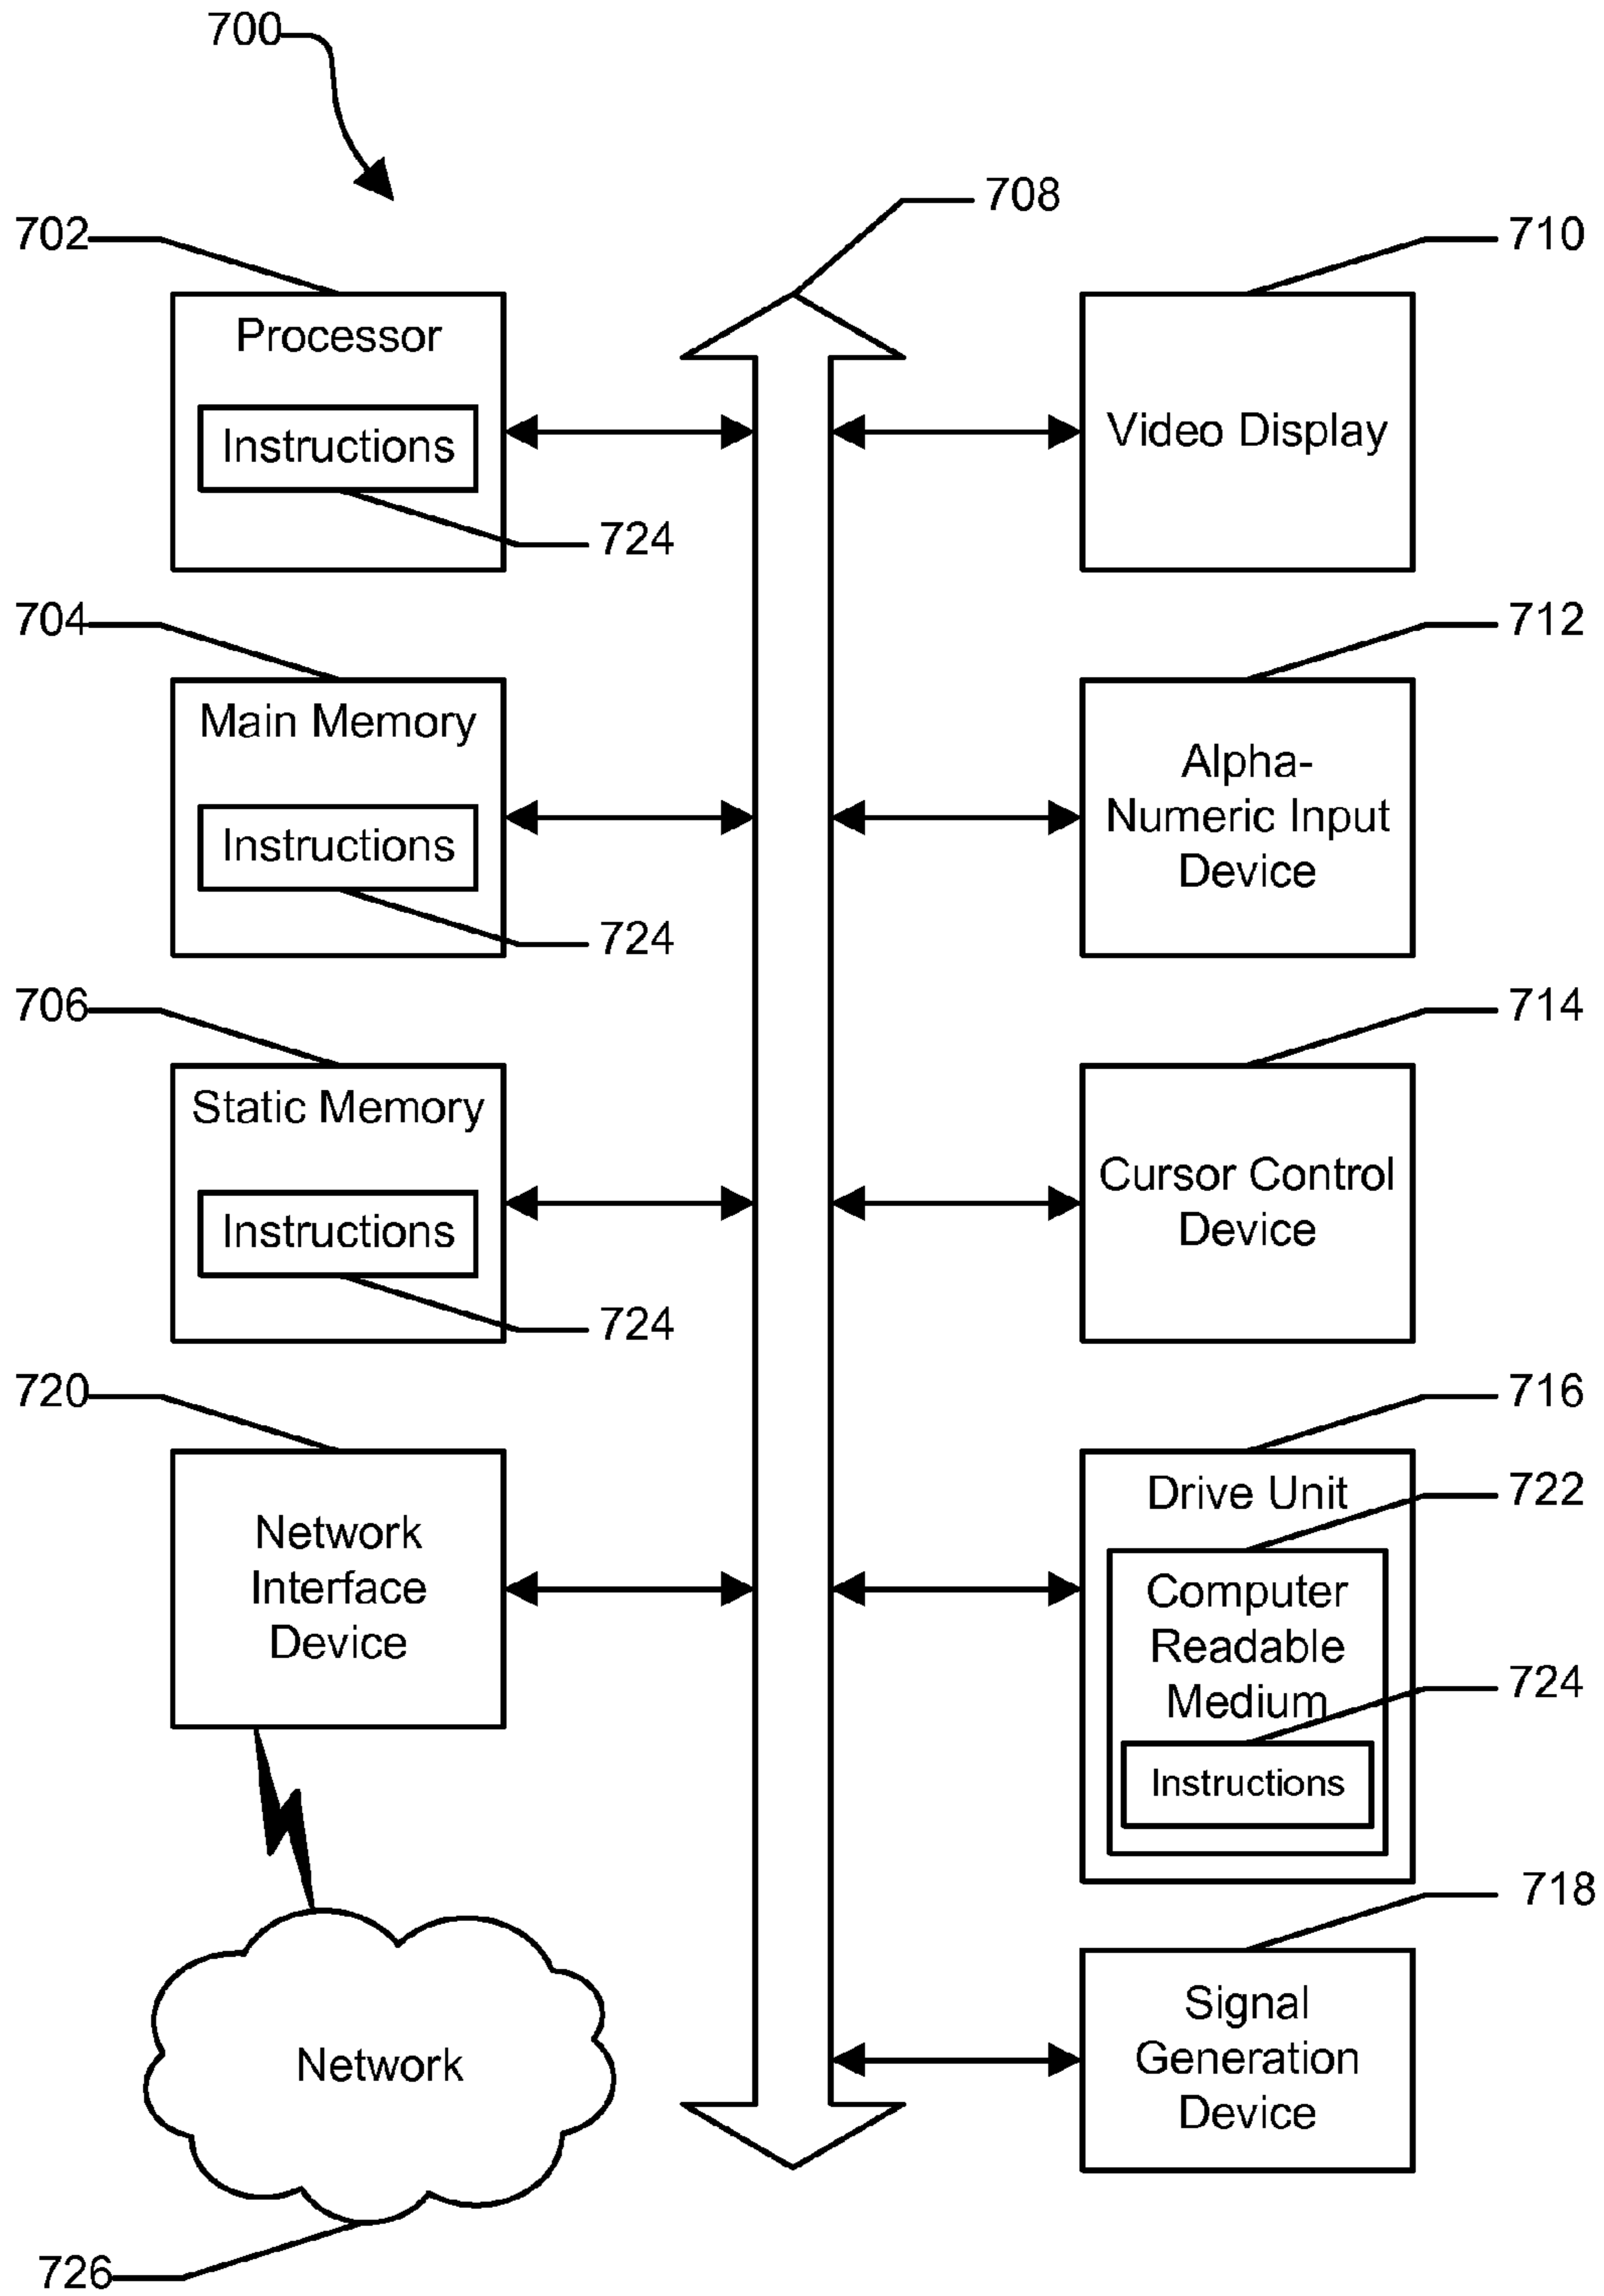 700
708
702
710
Processor
Instructions
Video Display
724
704
712
Main Memory
Instructions
Alpha-
Numeric Input
Device
724
706
714
Static Memory
Instructions
Cursor Control
Device
724
720
716
Network
Interface
Device
Drive Unit
722
Computer
Readable
Medium
724
Instructions
718
Network
Signal
Generation
Device
726